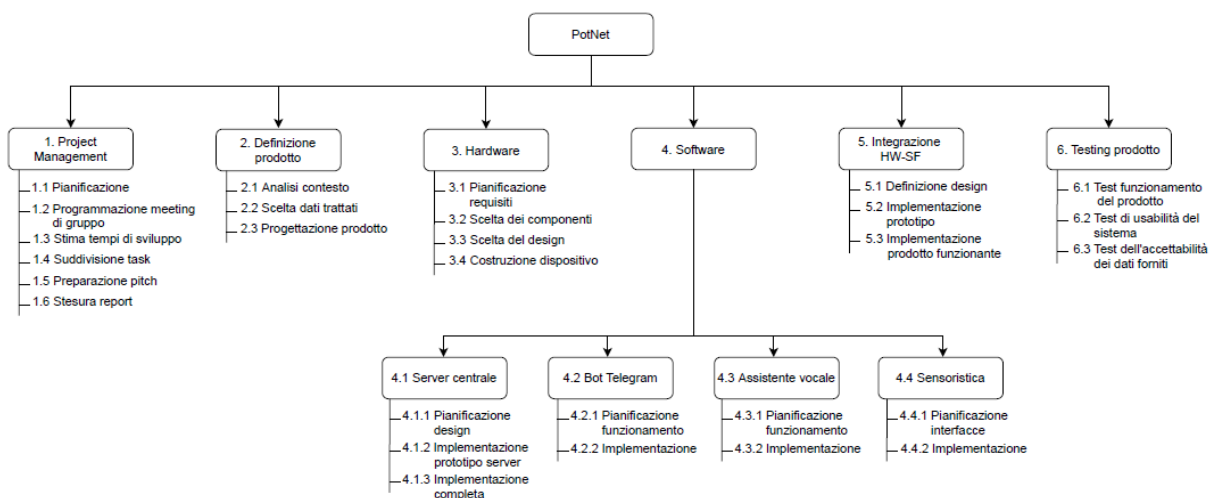 PotNet
1. Project
Management
1.1 Pianificazione
1.2 Programmazione meeting
di gruppo
1.3 Stima tempi di sviluppo
1.4 Suddivisione task
1.5 Preparazione pitch
1.6 Stesura report
2. Definizione
prodotto
2.1 Analisi contesto
2.2 Scelta dati trattati
2.3 Progettazione prodotto
3. Hardware
3.1 Pianificazione
requisiti
3.2 Scelta dei componenti
3.3 Scelta del design
3.4 Costruzione dispositivo
4. Software
5. Integrazione
HW-SF
5.1 Definizione design
5.2 Implementazione
prototipo
5.3 Implementazione
prodotto funzionante
6. Testing prodotto
6.1 Test funzionamento
del prodotto
6.2 Test di usabilità del
sistema
6.3 Test dell'accettabilità
dei dati forniti
4.1 Server centrale
4.1.1 Pianificazione
design
4.1.2 Implementazione
prototipo server
4.1.3 Implementazione
completa
4.2 Bot Telegram
4.2.1 Pianificazione
funzionamento
4.2.2 Implementazione
4.3 Assistente vocale
4.3.1 Pianificazione
funzionamento
4.3.2 Implementazione
4.4 Sensoristica
4.4.1 Pianificazione
interfacce
4.4.2 Implementazione